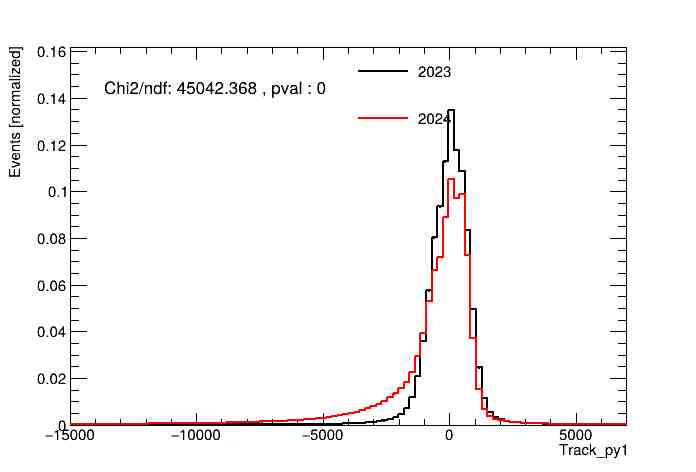 Events [normalized]
0.16
0.14
0.12
0.1
0.08
0.06
0.04
0.02
0
Chi2/ndf: 45042.368 , pval : 0
2023
2024
−15000 −10000 −5000 0 5000
Track_py1